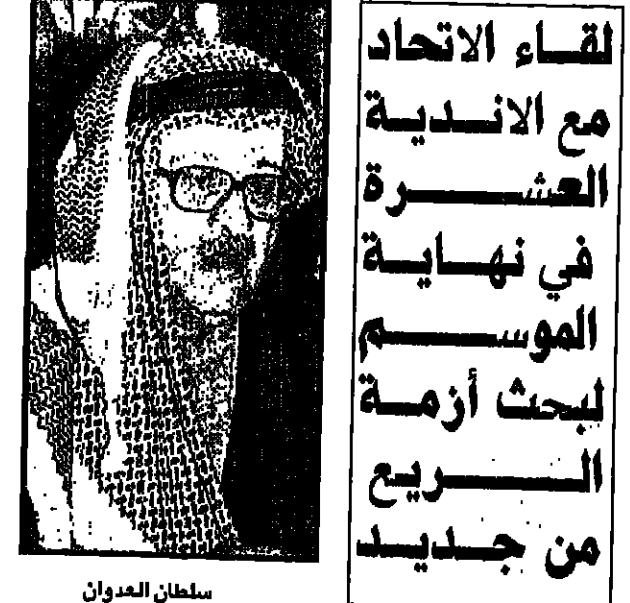 لقاء الاتحاد
مع الاندية
العشرة
في نهاية
الموسم
لبحث أزمة
الريع
من جديد
سلطان العدوان